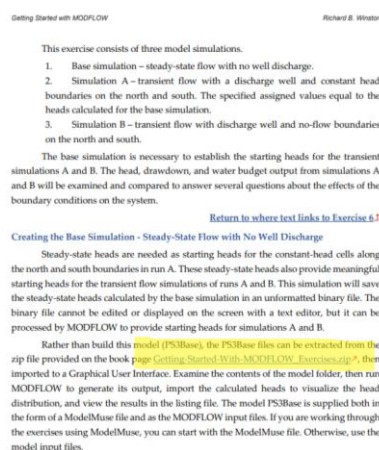 Getting Started with MODFLOW
Richard B. Winston
This exercise consists of three model simulations.
1. Base simulation – steady-state flow with no well discharge.
2. Simulation A – transient flow with a discharge well and constant head
boundaries on the north and south. The specified assigned values equal to the
heads calculated for the base simulation.
3. Simulation B – transient flow with discharge well and no-flow boundaries
on the north and south.
The base simulation is necessary to establish the starting heads for the transient
simulations A and B. The head, drawdown, and water budget output from simulations A
and B will be examined and compared to answer several questions about the effects of the
boundary conditions on the system.
Return to where text links to Exercise 6
Creating the Base Simulation - Steady-State Flow with No Well Discharge
Steady-state heads are needed as starting heads for the constant-head cells along
the north and south boundaries in run A. These steady-state heads also provide meaningful
starting heads for the transient flow simulations of runs A and B. This simulation will save
the steady-state heads calculated by the base simulation in an unformatted binary file. The
binary file cannot be edited or displayed on the screen with a text editor, but it can be
processed by MODFLOW to provide starting heads for simulations A and B.
Rather than build this model (PS3Base), the PS3Base files can be extracted from the
zip file provided on the book page Getting-Started-With-MODFLOW_Exercises.zip, then
imported to a Graphical User Interface. Examine the contents of the model folder, then run
MODFLOW to generate its output, import the calculated heads to visualize the head
distribution, and view the results in the listing file. The model PS3Base is supplied both in
the form of a ModelMuse file and as the MODFLOW input files. If you are working through
the exercises using ModelMuse, you can start with the ModelMuse file. Otherwise, use the
model input files.